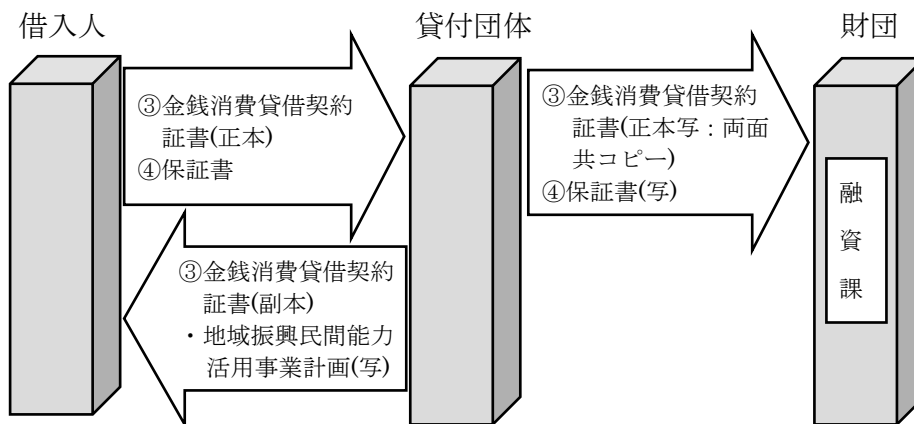 借入人
貸付団体
財団
③金銭消費貸借契約
証書(正本)
④保証書
③金銭消費貸借契約
証書(正本写：両面
共コピー)
④保証書(写)
③金銭消費貸借契約
証書(副本)
・地域振興民間能力
活用事業計画(写)
融
資
課